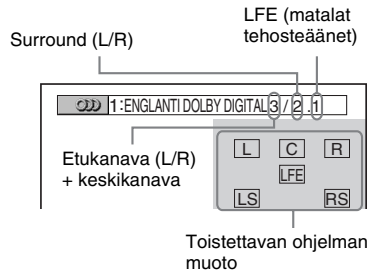 LFE (matalat
tehosteäänet)
Surround (L/R)
1:ENGLANTI DOLBY DIGITAL 3 / 2 .1
Etukanava (L/R)
+ keskikanava
L C R
LFE
LS RS
Toistettavan ohjelman
muoto